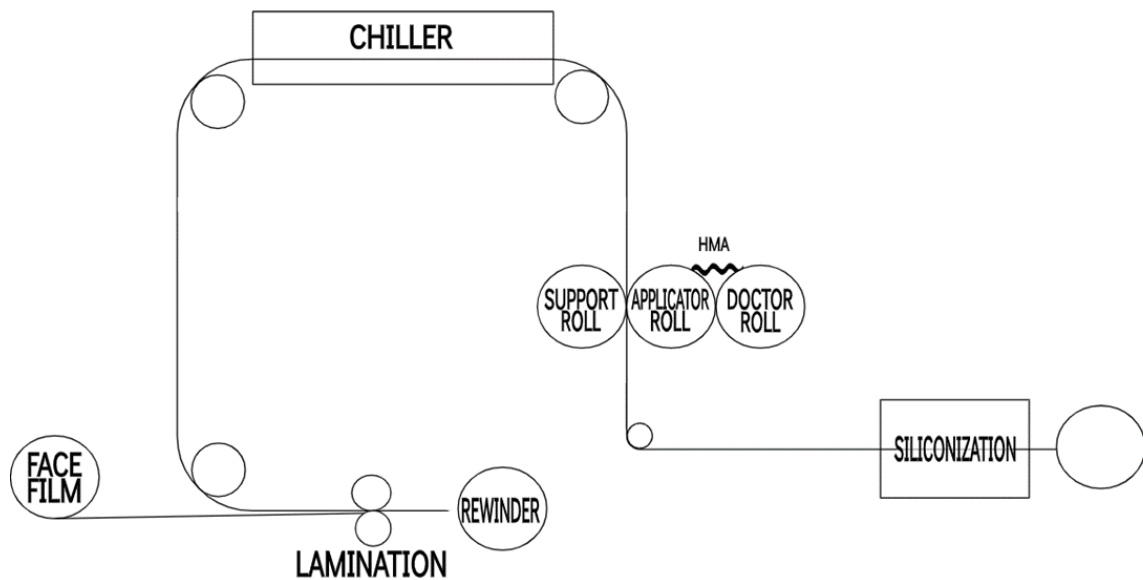 CHILLER
HMA
SUPPORT
ROLL
APPLICATOR
ROLL
DOCTOR
ROLL
FACE
FILM
SILICONIZATION
REWINDER
LAMINATION